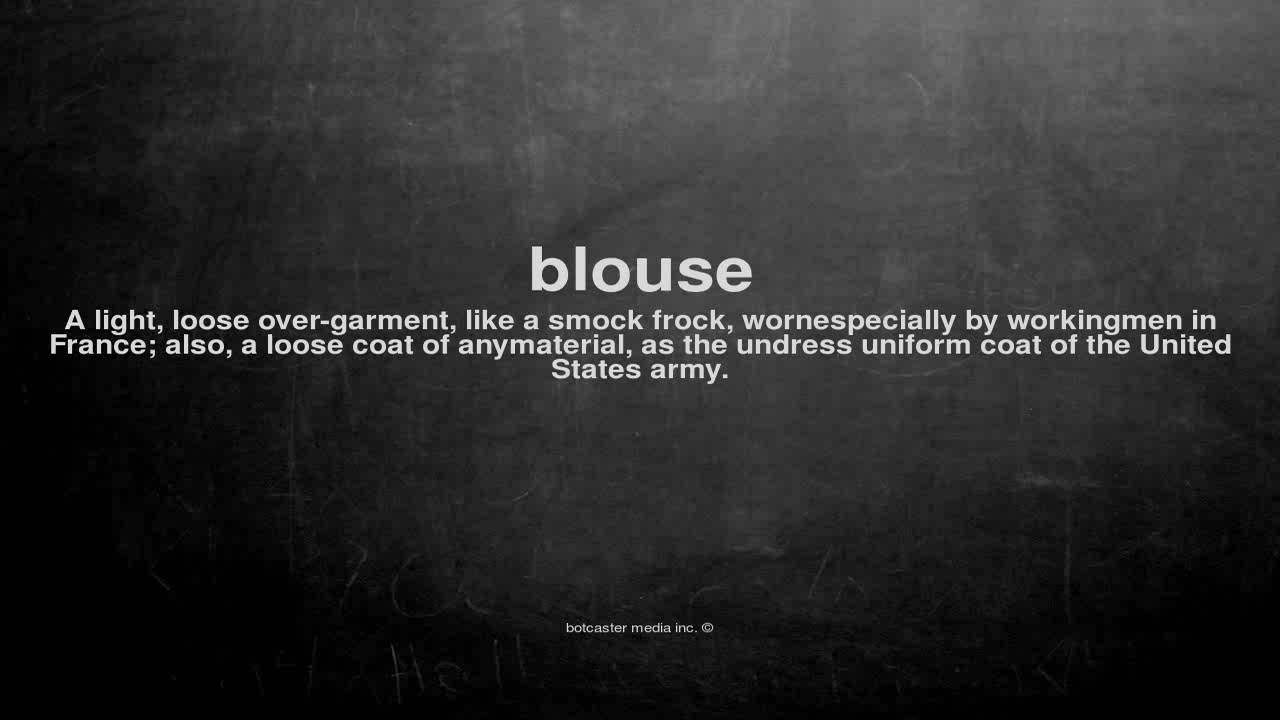 blouse
A light, loose over-garment, like a smock frock, wornespecially by workingmen in
France; also, a loose coat of anymaterial, as the undress uniform coat of the United
States army.
botcaster media inc. ©